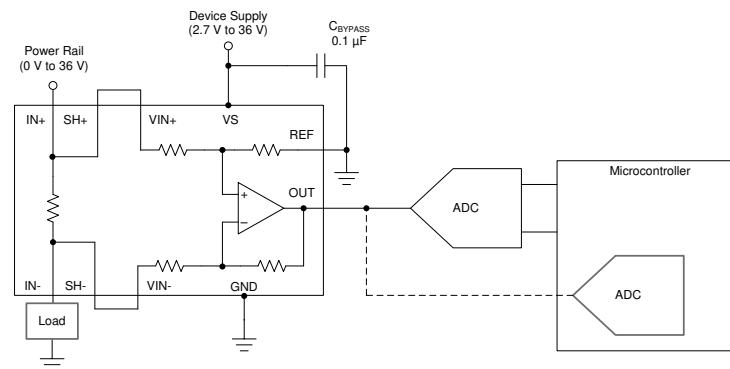 Device Supply
(2.7 V to 36 V)
CBYPASS
0.1 µF
Power Rail
(0 V to 36 V)
IN+ SH+ VIN+ VS
REF
Microcontroller
+
OUT
ADC
−
IN- SH- VIN- GND
ADC
Load